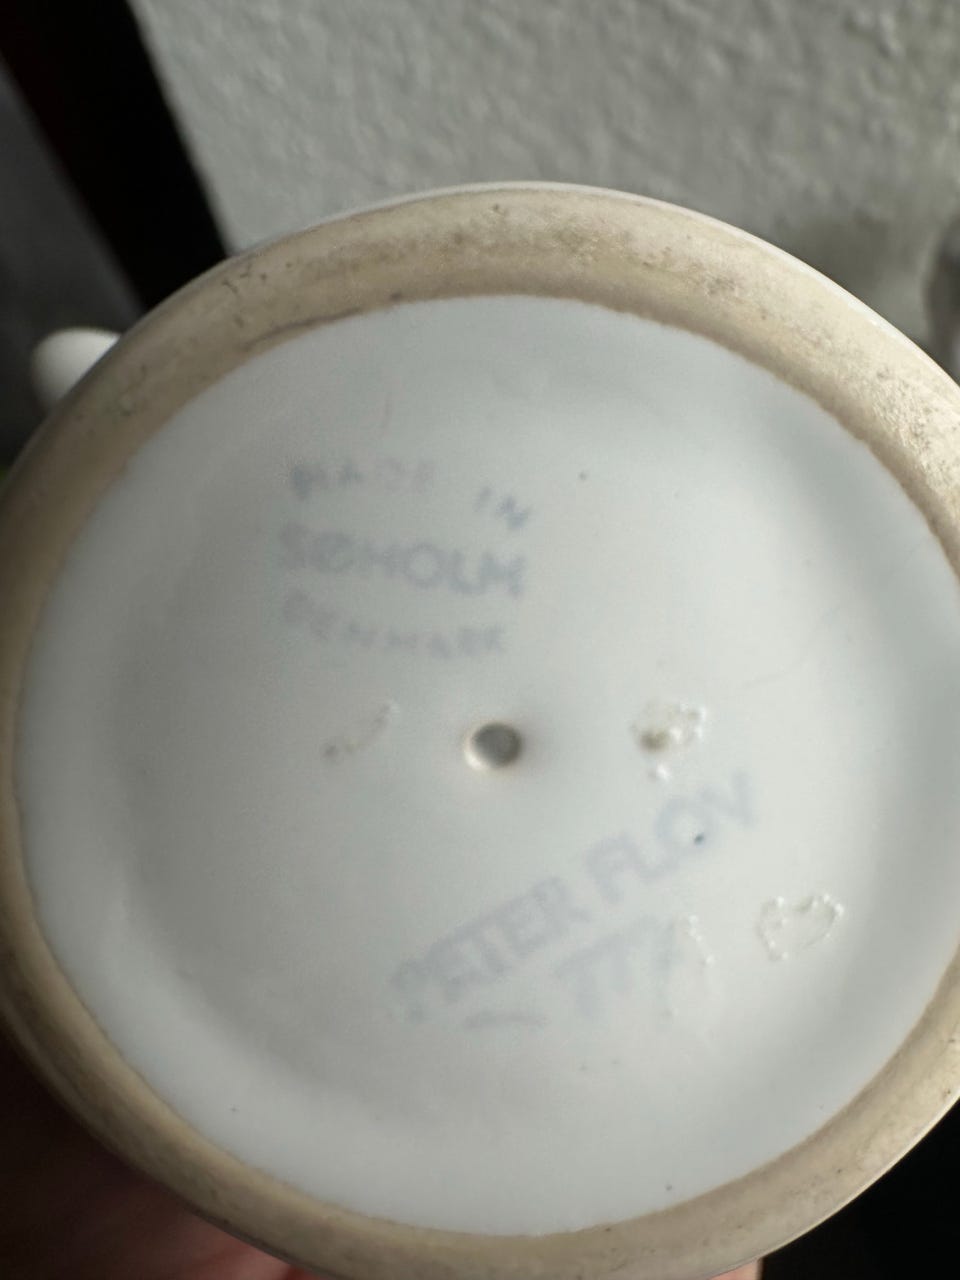 MADE IN
SØHOLM
DENMARK
PETER FLOV